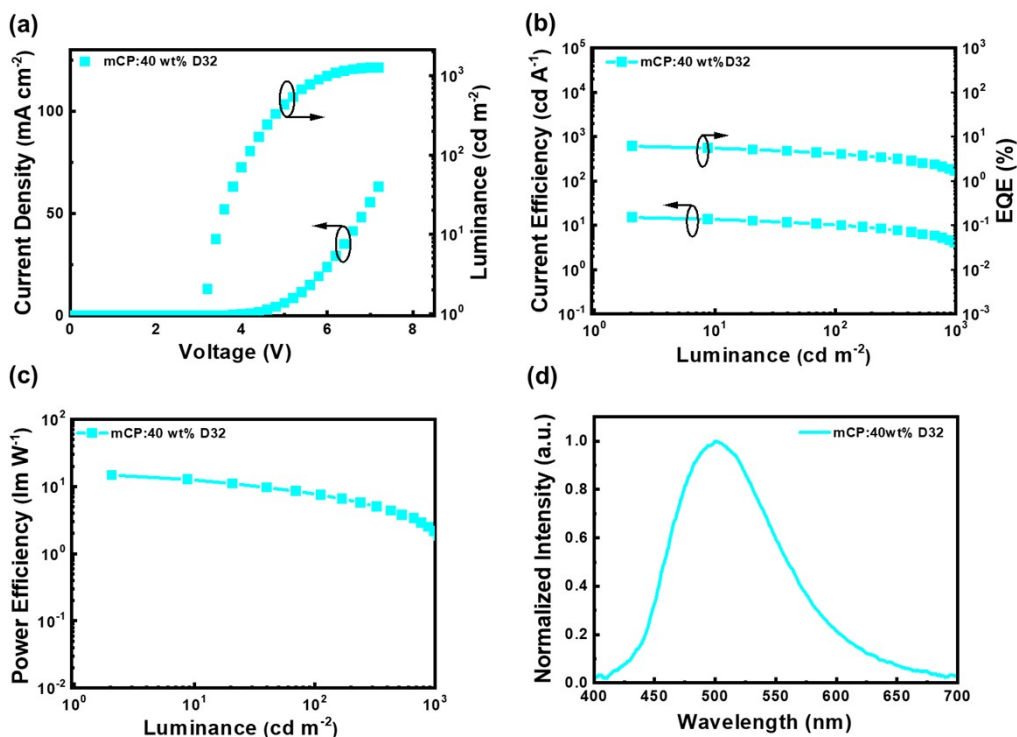 (a)
mCP:40 wt% D32
Current Density (mA cm-2)
125
100
75
50
25
0
0 2 4 6 8
Voltage (V)
10³
10²
10¹
10⁰
Luminance (cd m-2)
(b)
mCP:40 wt%D32
Current Efficiency (cd A-1)
10⁵
10⁴
10³
10²
10¹
10⁰
10-1
10⁰ 10¹ 10² 10³
Luminance (cd m-2)
10³
10²
10¹
10⁰
10-1
10-2
10-3
EQE (%)
(c)
mCP:40 wt% D32
Power Efficiency (lm W-1)
10²
10¹
10⁰
10-1
10-2
10⁰ 10¹ 10² 10³
Luminance (cd m-2)
(d)
mCP:40wt% D32
Normalized Intensity (a.u.)
1.0
0.8
0.6
0.4
0.2
0.0
400 450 500 550 600 650 700
Wavelength (nm)